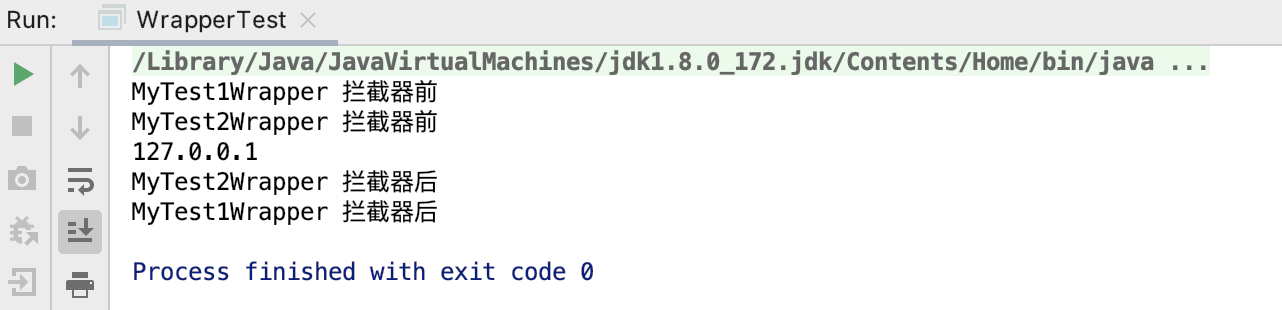 Run: WrapperTest
/Library/Java/JavaVirtualMachines/jdk1.8.0_172.jdk/Contents/Home/bin/java ...
MyTest1Wrapper 拦截器前
MyTest2Wrapper 拦截器前
127.0.0.1
MyTest2Wrapper 拦截器后
MyTest1Wrapper 拦截器后
Process finished with exit code 0